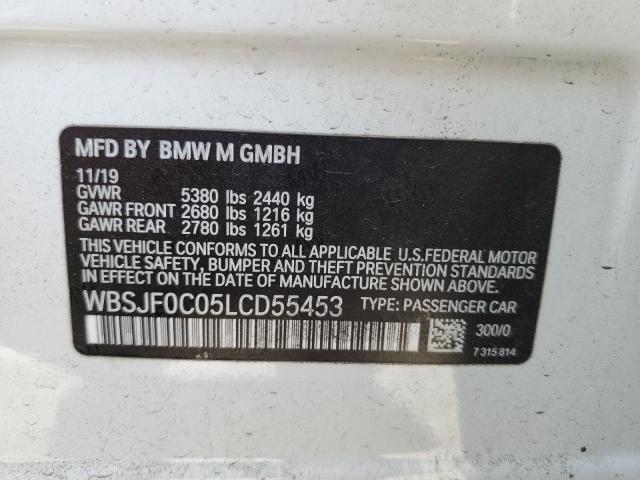 MFD BY BMW M GMBH
11/19
GVWR 5380 lbs 2440 kg
GAWR FRONT 2680 lbs 1216 kg
GAWR REAR 2780 lbs 1261 kg
THIS VEHICLE CONFORMS TO ALL APPLICABLE U.S.FEDERAL MOTOR
VEHICLE SAFETY, BUMPER AND THEFT PREVENTION STANDARDS
IN EFFECT ON THE DATE OF MANUFACTURE SHOWN ABOVE.
WBSJF0C05LCD55453 TYPE: PASSENGER CAR
300/0
7 315 814